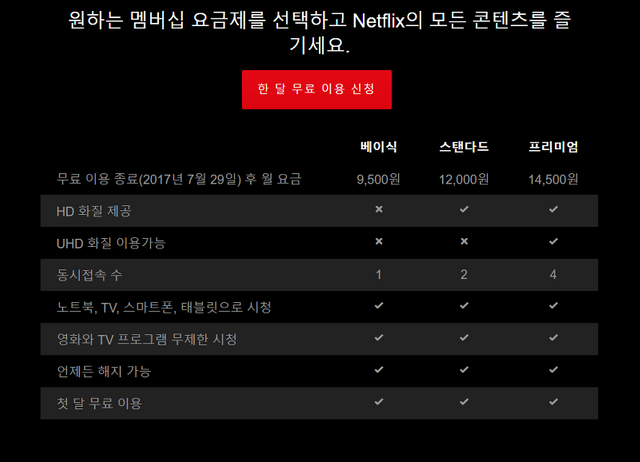 원하는 멤버십 요금제를 선택하고 Netflix의 모든 콘텐츠를 즐
기세요.
한 달 무료 이용 신청
베이식 스탠다드 프리미엄
무료 이용 종료(2017년 7월 29일) 후 월 요금 9,500원 12,000원 14,500원
HD 화질 제공 × ✓ ✓
UHD 화질 이용가능 × × ✓
동시접속 수 1 2 4
노트북, TV, 스마트폰, 태블릿으로 시청 ✓ ✓ ✓
영화와 TV 프로그램 무제한 시청 ✓ ✓ ✓
언제든 해지 가능 ✓ ✓ ✓
첫 달 무료 이용 ✓ ✓ ✓